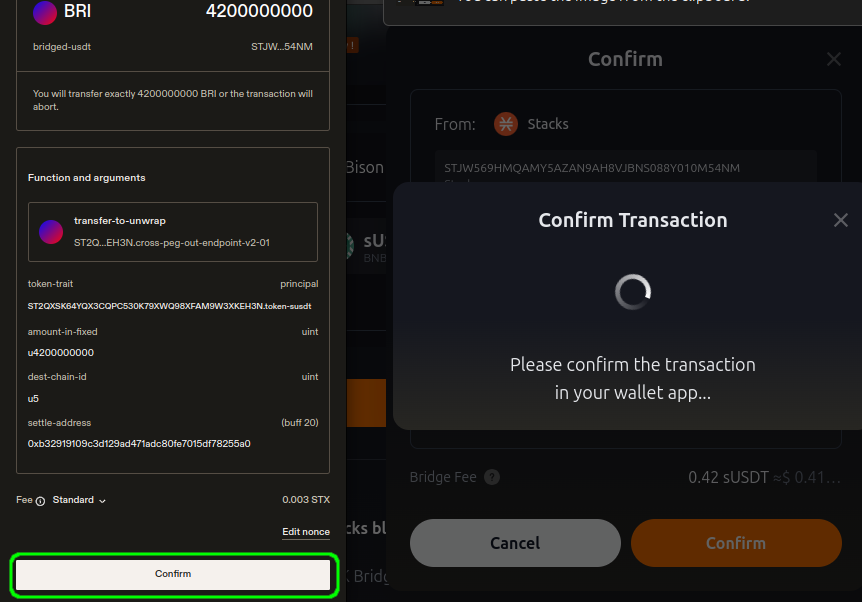 BRI
4200000000
bridged-usdt
STJW...54NM
You will transfer exactly 4200000000 BRI or the transaction will
abort.
Function and arguments
transfer-to-unwrap
ST2Q...EH3N.cross-peg-out-endpoint-v2-01
token-trait
principal
ST2QXSK64YQX3CQPC530K79XWQ98XFAM9W3XKEH3N.token-susdt
amount-in-fixed
uint
u4200000000
dest-chain-id
uint
u5
settle-address
(buff 20)
0xb32919109c3d129ad471adc80fe7015df78255a0
Fee
Standard
0.003 STX
Edit nonce
Confirm
Bison
sU
BNB
cks bl
Bridg
Confirm
From:
Stacks
STJW569HMQAMY5AZAN9AH8VJBNS088Y010M54NM
Confirm Transaction
Please confirm the transaction
in your wallet app...
Bridge Fee ?
0.42 sUSDT ≈$ 0.41...
Cancel
Confirm